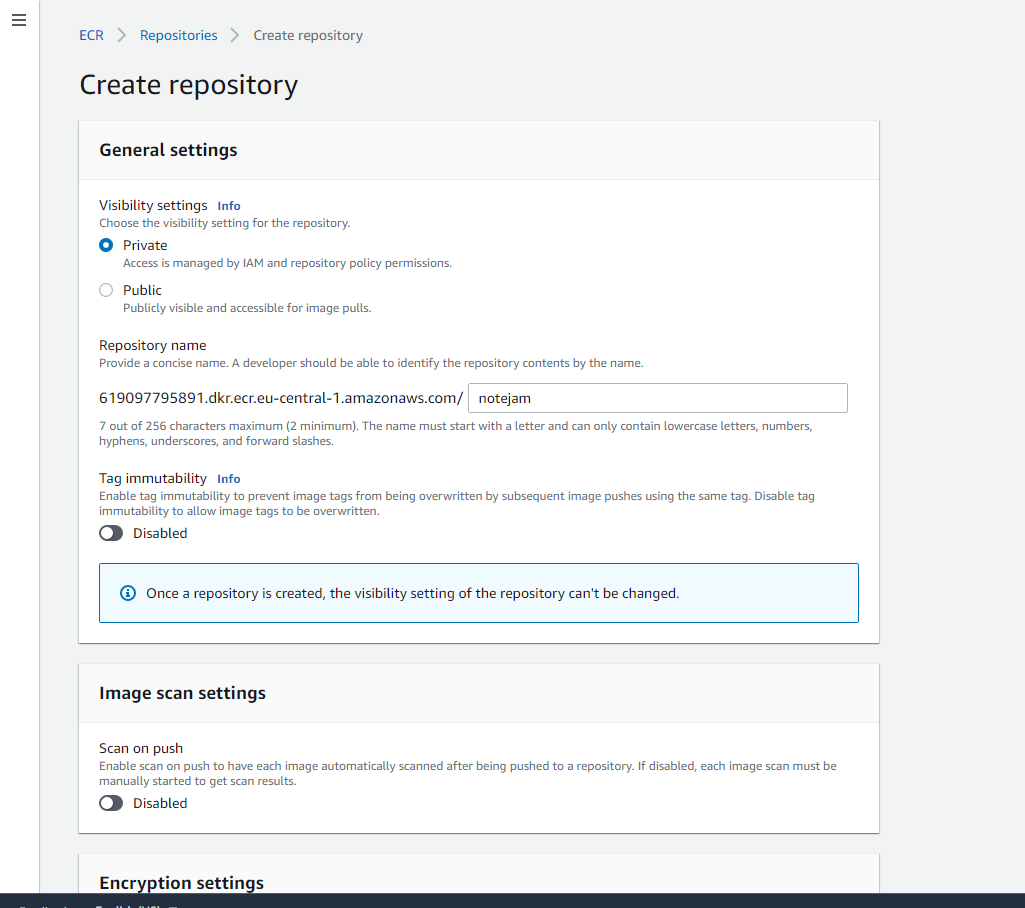 ECR > Repositories > Create repository
Create repository
General settings
Visibility settings Info
Choose the visibility setting for the repository.
Private
Access is managed by IAM and repository policy permissions.
Public
Publicly visible and accessible for image pulls.
Repository name
Provide a concise name. A developer should be able to identify the repository contents by the name.
619097795891.dkr.ecr.eu-central-1.amazonaws.com/ notejam
7 out of 256 characters maximum (2 minimum). The name must start with a letter and can only contain lowercase letters, numbers,
hyphens, underscores, and forward slashes.
Tag immutability Info
Enable tag immutability to prevent image tags from being overwritten by subsequent image pushes using the same tag. Disable tag
immutability to allow image tags to be overwritten.
Disabled
Once a repository is created, the visibility setting of the repository can't be changed.
Image scan settings
Scan on push
Enable scan on push to have each image automatically scanned after being pushed to a repository. If disabled, each image scan must be
manually started to get scan results.
Disabled
Encryption settings